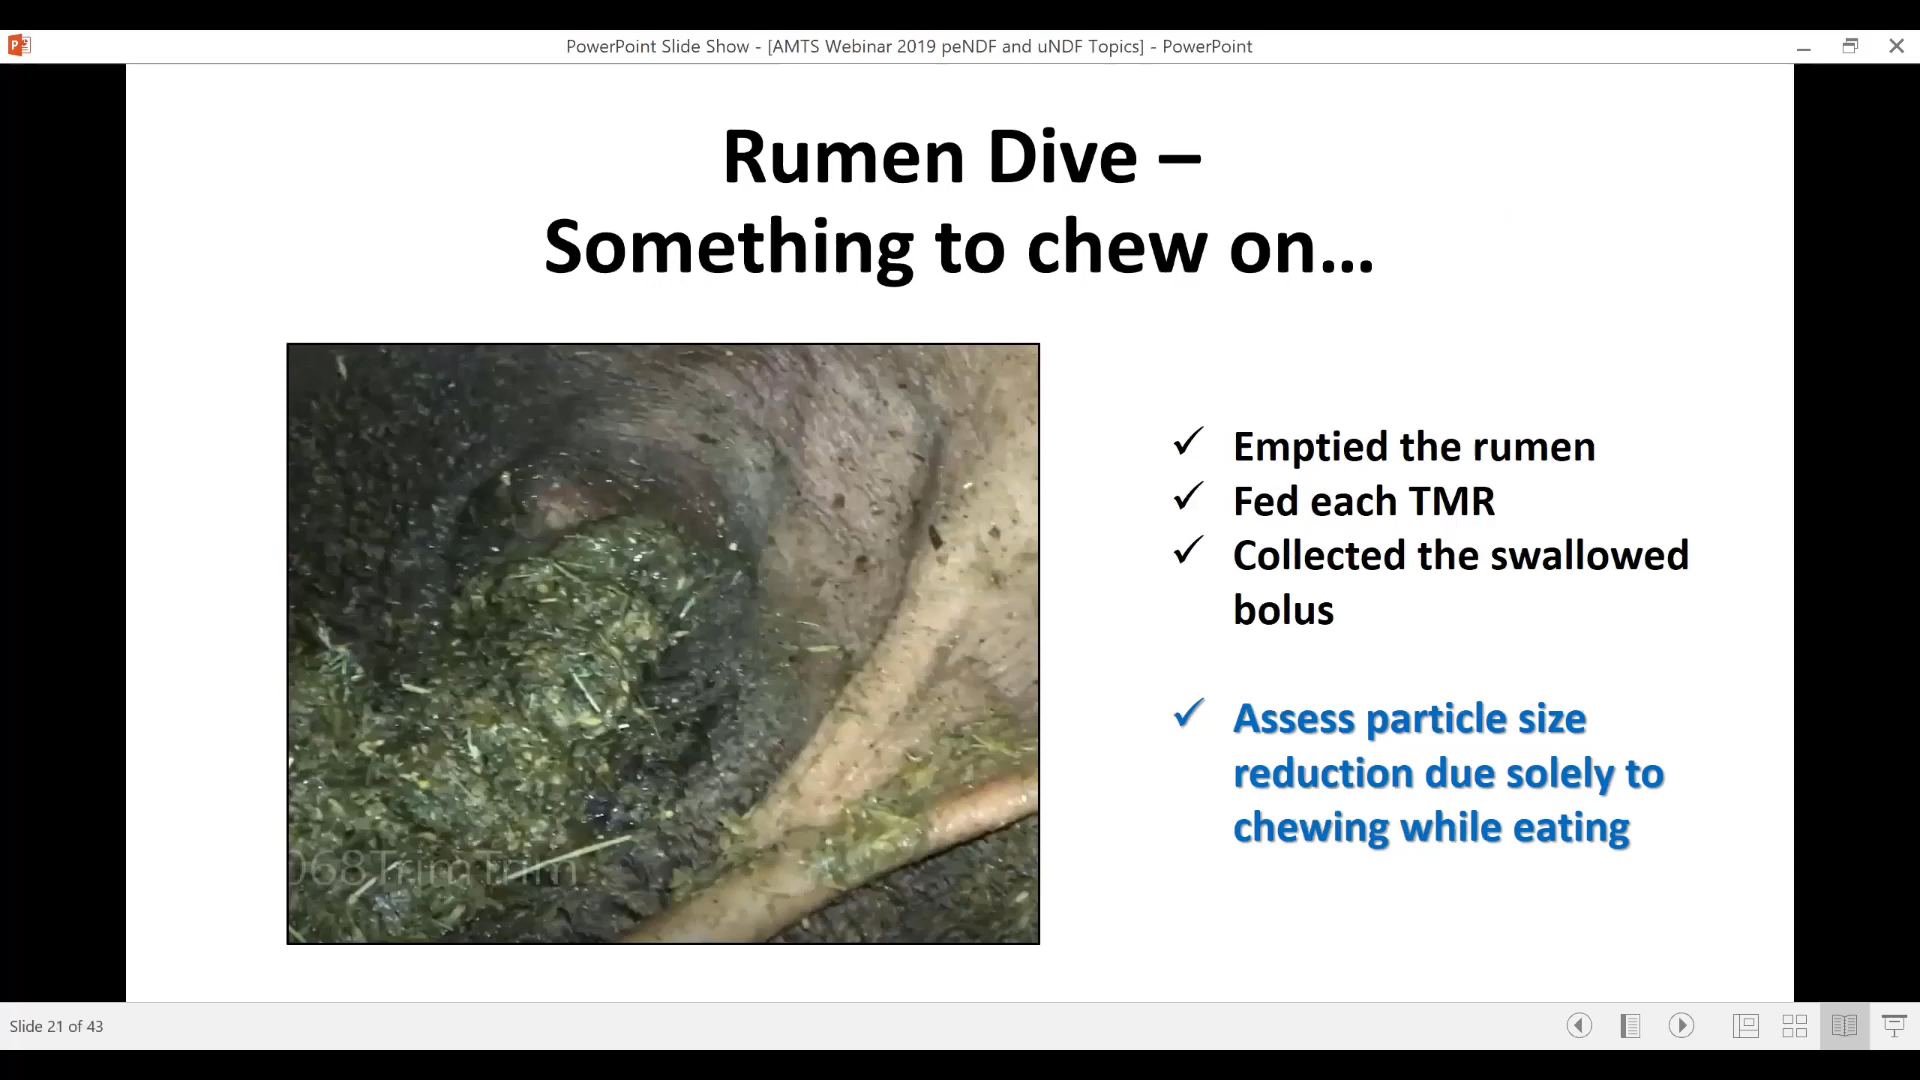 PowerPoint Slide Show - [AMTS Webinar 2019 peNDF and uNDF Topics] - PowerPoint
Rumen Dive –
Something to chew on...
✓ Emptied the rumen
✓ Fed each TMR
✓ Collected the swallowed
bolus
✓ Assess particle size
reduction due solely to
chewing while eating
068TrimTrim
Slide 21 of 43